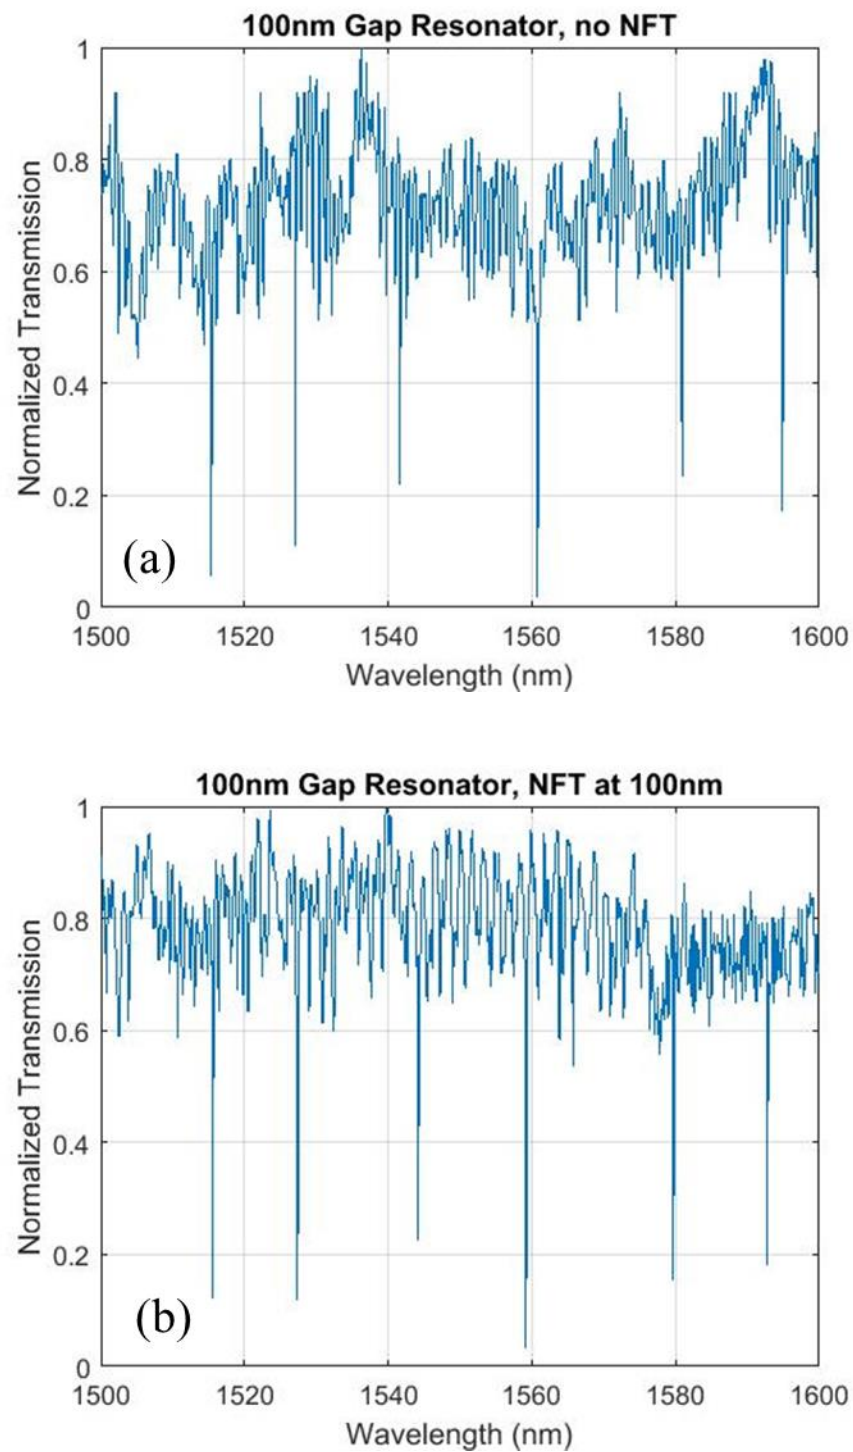 100nm Gap Resonator, no NFT
1
0.8
0.6
0.4
0.2
0
Normalized Transmission
(a)
1500 1520 1540 1560 1580 1600
Wavelength (nm)
100nm Gap Resonator, NFT at 100nm
1
0.8
0.6
0.4
0.2
0
Normalized Transmission
(b)
1500 1520 1540 1560 1580 1600
Wavelength (nm)